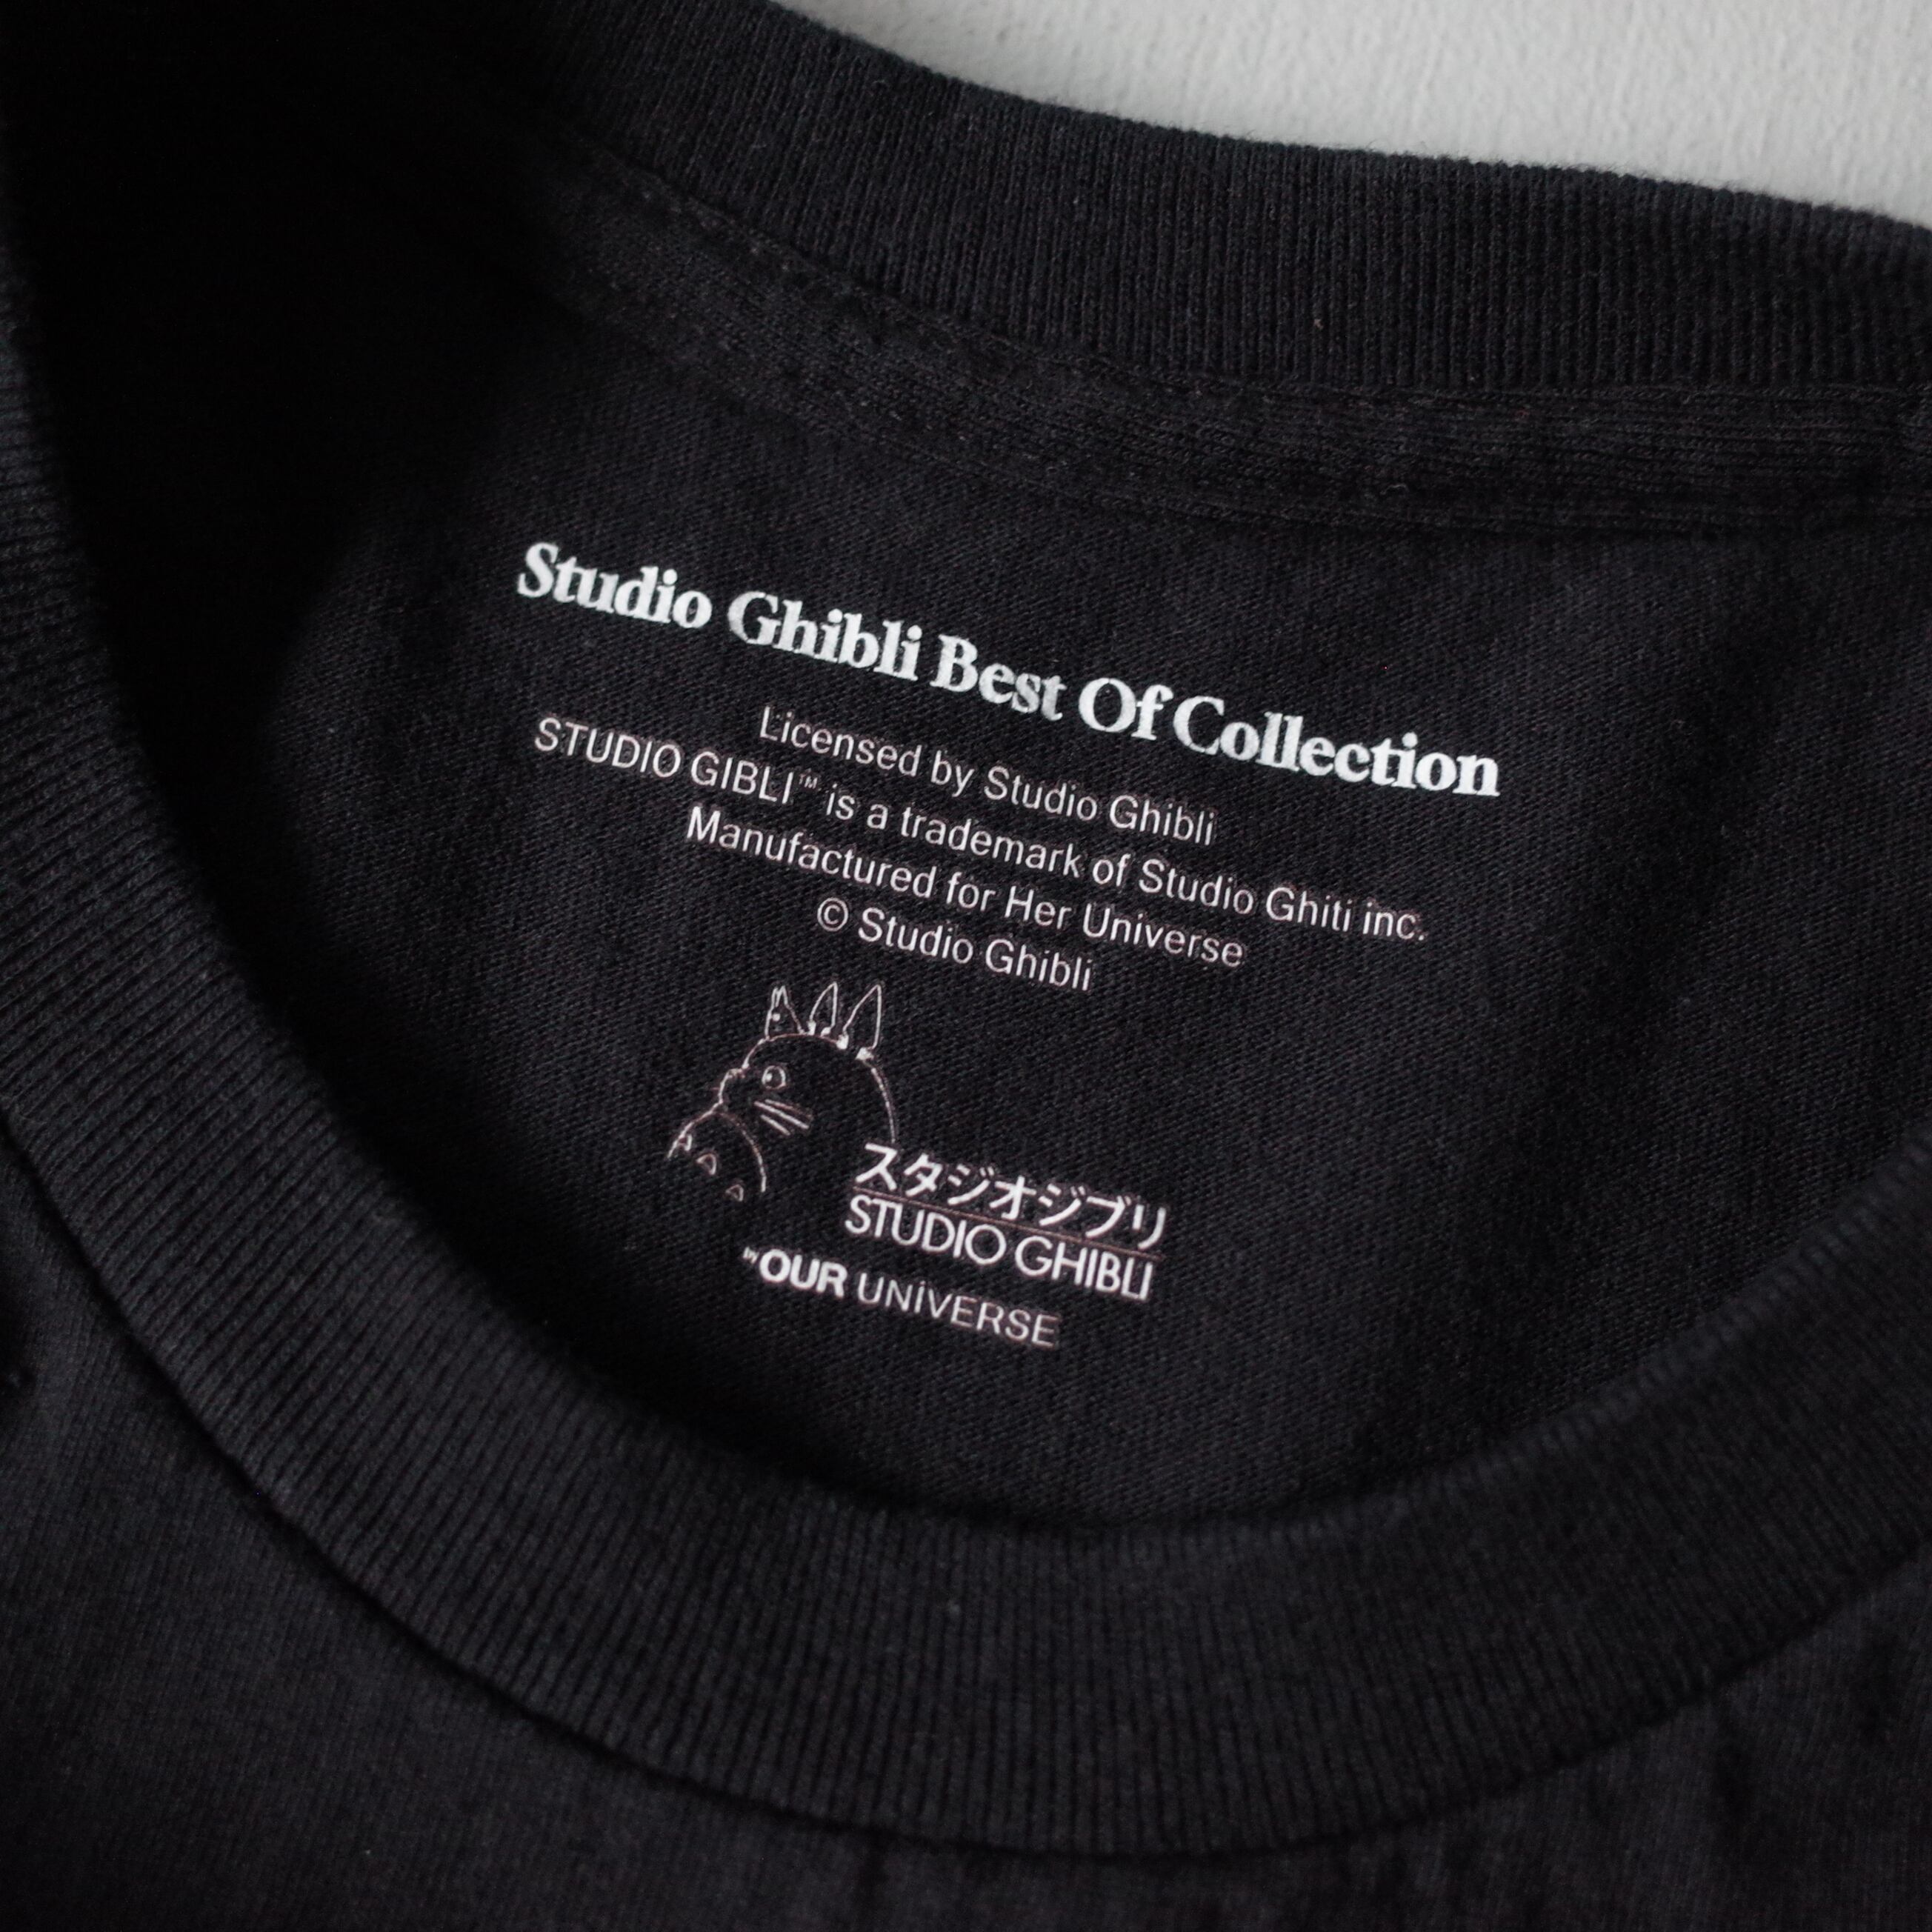 Studio Ghibli Best Of Collection
Licensed by Studio Ghibli
STUDIO GIBLI™ is a trademark of Studio Ghiti inc.
Manufactured for Her Universe
© Studio Ghibli
スタジオジブリ
STUDIO GHIBLI
BY OUR UNIVERSE